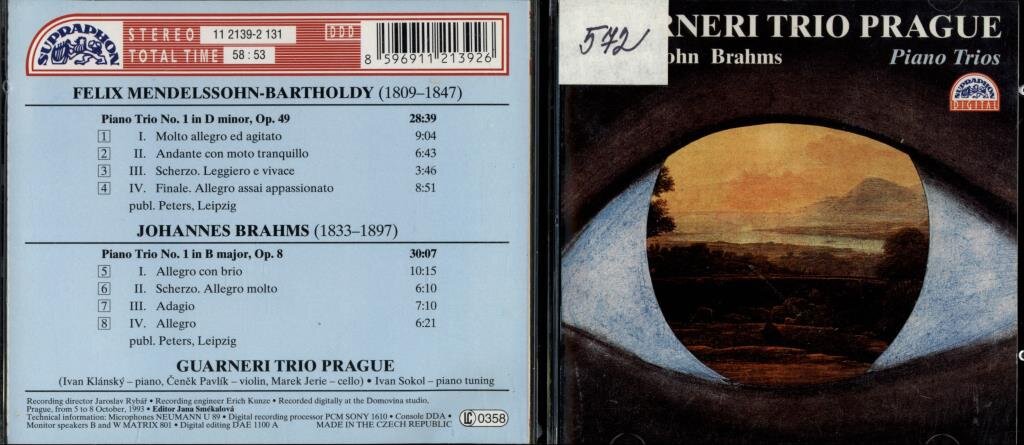 SUPRAPHON
STEREO 11 2139-2 131 DDD
TOTAL TIME 58:53
8 596911 213926
FELIX MENDELSSOHN-BARTHOLDY (1809–1847)
Piano Trio No. 1 in D minor, Op. 49 28:39
1 I. Molto allegro ed agitato 9:04
2 II. Andante con moto tranquillo 6:43
3 III. Scherzo. Leggiero e vivace 3:46
4 IV. Finale. Allegro assai appassionato 8:51
publ. Peters, Leipzig
JOHANNES BRAHMS (1833–1897)
Piano Trio No. 1 in B major, Op. 8 30:07
5 I. Allegro con brio 10:15
6 II. Scherzo. Allegro molto 6:10
7 III. Adagio 7:10
8 IV. Allegro 6:21
publ. Peters, Leipzig
GUARNERI TRIO PRAGUE
(Ivan Klánský – piano, Čeněk Pavlík – violin, Marek Jerie – cello) • Ivan Sokol – piano tuning
Recording director Jaroslav Rybář • Recording engineer Erich Kunze • Recorded digitally at the Domovina studio,
Prague, from 5 to 8 October, 1993 • Editor Jana Smékalová
Technical information: Microphones NEUMANN U 89 • Digital recording processor PCM SONY 1610 • Console DDA •
Monitor speakers B and W MATRIX 801 • Digital editing DAE 1100 A MADE IN THE CZECH REPUBLIC
LC 0358
572
RNERI TRIO PRAGUE
ohn Brahms Piano Trios
SUPRAPHON
DIGITAL